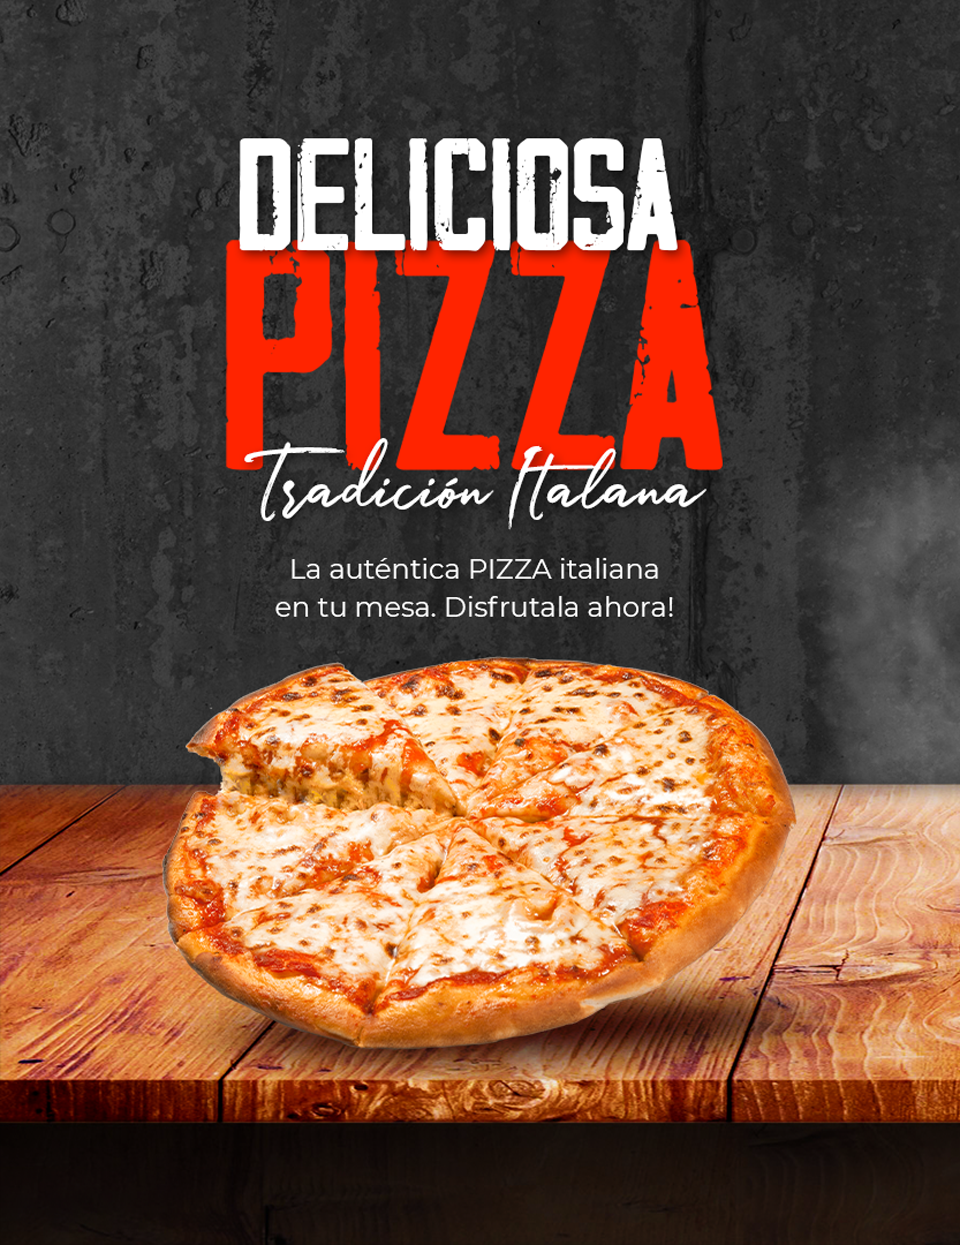 DELICIOSA
PIZZA
Tradición Italana
La auténtica PIZZA italiana
en tu mesa. Disfrutala ahora!